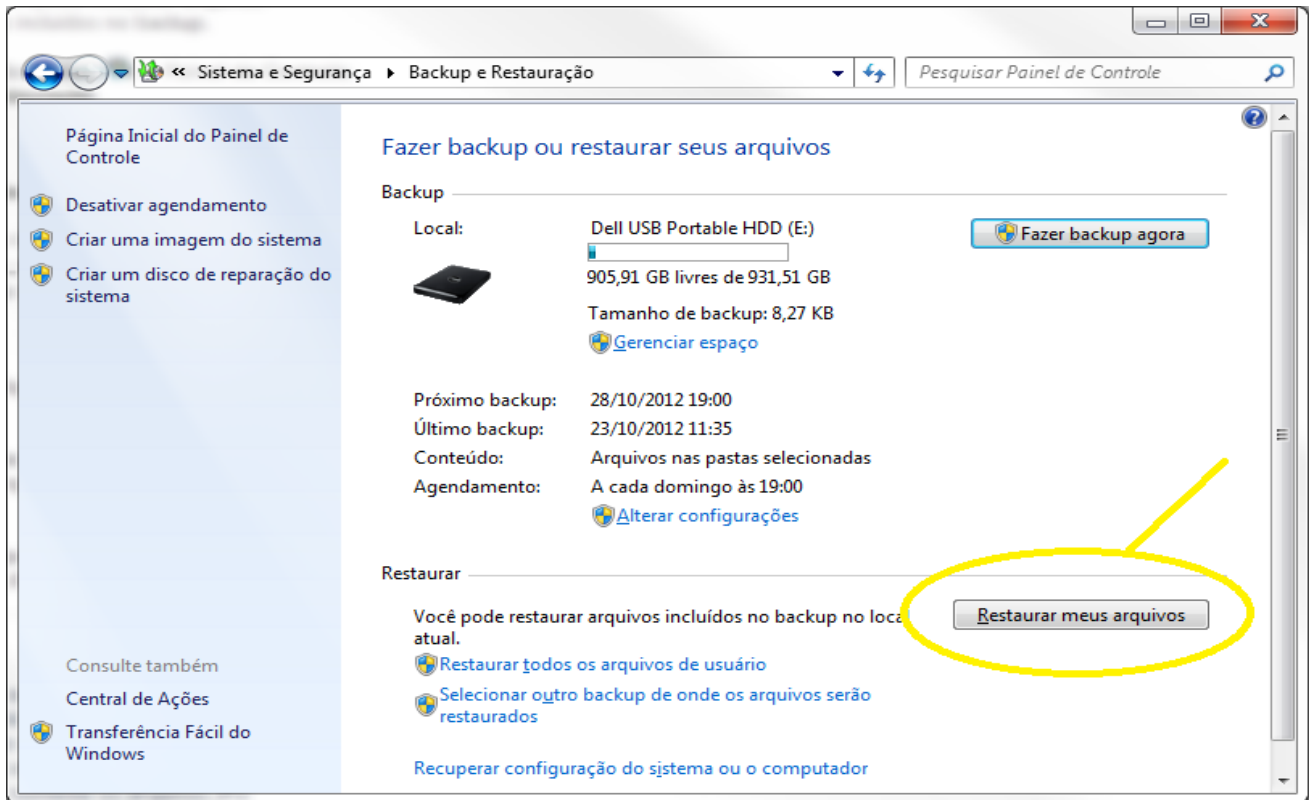 Sistema e Segurança Backup e Restauração
Pesquisar Painel de Controle
Página Inicial do Painel de
Controle
Desativar agendamento
Criar uma imagem do sistema
Criar um disco de reparação do
sistema
Consulte também
Central de Ações
Transferência Fácil do
Windows
Fazer backup ou restaurar seus arquivos
Backup
Local: Dell USB Portable HDD (E:)
Fazer backup agora
905,91 GB livres de 931,51 GB
Tamanho de backup: 8,27 KB
Gerenciar espaço
Próximo backup: 28/10/2012 19:00
Último backup: 23/10/2012 11:35
Conteúdo: Arquivos nas pastas selecionadas
Agendamento: A cada domingo às 19:00
Alterar configurações
Restaurar
Você pode restaurar arquivos incluídos no backup no local
atual.
Restaurar meus arquivos
Restaurar todos os arquivos de usuário
Selecionar outro backup de onde os arquivos serão
restaurados
Recuperar configuração do sistema ou o computador